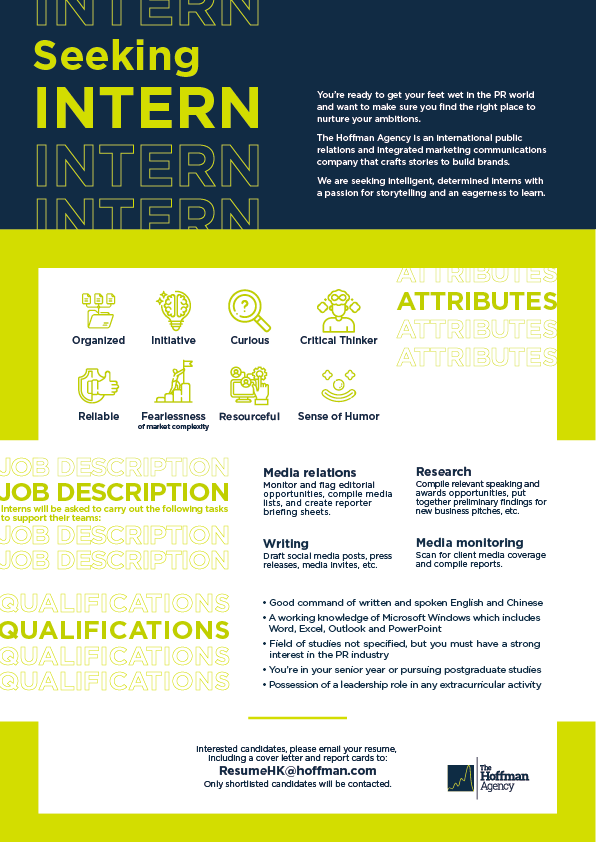 INTERN
Seeking
INTERN
INTERN
INTERN
You're ready to get your feet wet in the PR world
and want to make sure you find the right place to
nurture your ambitions.
The Hoffman Agency is an international public
relations and integrated marketing communications
company that crafts stories to build brands.
We are seeking intelligent, determined interns with
a passion for storytelling and an eagerness to learn.
ATTRIBUTES
ATTRIBUTES
ATTRIBUTES
ATTRIBUTES
Organized
Initiative
Curious
Critical Thinker
Reliable
Fearlessness
of market complexity
Resourceful
Sense of Humor
JOB DESCRIPTION
JOB DESCRIPTION
Interns will be asked to carry out the following tasks
to support their teams:
JOB DESCRIPTION
JOB DESCRIPTION
Media relations
Monitor and flag editorial
opportunities, compile media
lists, and create reporter
briefing sheets.
Research
Compile relevant speaking and
awards opportunities, put
together preliminary findings for
new business pitches, etc.
Writing
Draft social media posts, press
releases, media invites, etc.
Media monitoring
Scan for client media coverage
and compile reports.
QUALIFICATIONS
QUALIFICATIONS
QUALIFICATIONS
QUALIFICATIONS
• Good command of written and spoken English and Chinese
• A working knowledge of Microsoft Windows which includes
Word, Excel, Outlook and PowerPoint
• Field of studies not specified, but you must have a strong
interest in the PR industry
• You're in your senior year or pursuing postgraduate studies
• Possession of a leadership role in any extracurricular activity
Interested candidates, please email your resume,
including a cover letter and report cards to:
ResumeHK@hoffman.com
Only shortlisted candidates will be contacted.
The
Hoffman
Agency